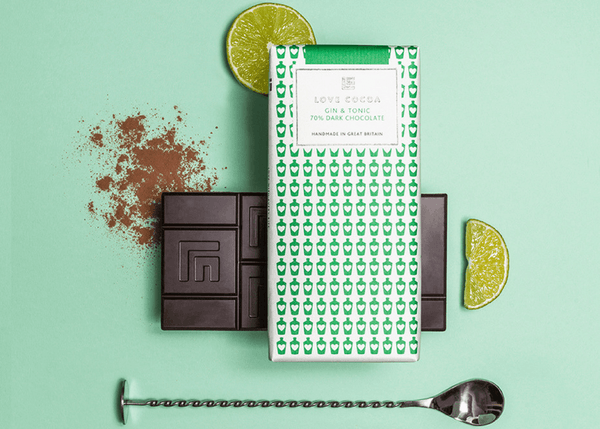 LOVE COCOA
GIN & TONIC
70% DARK CHOCOLATE
HANDMADE IN GREAT BRITAIN